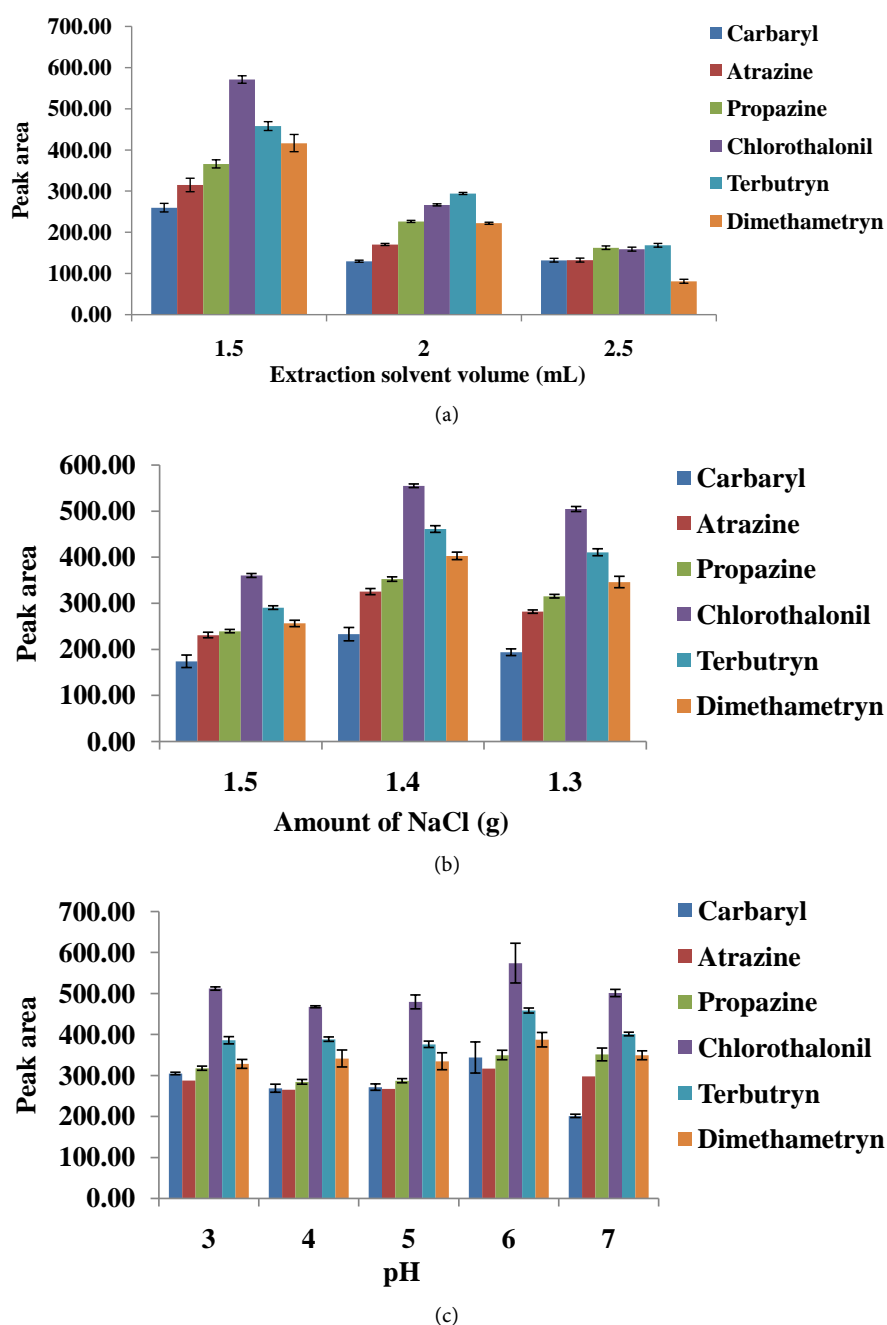 700.00
600.00
500.00
400.00
300.00
200.00
100.00
0.00
Peak area
1.5 2 2.5
Extraction solvent volume (mL)
Carbaryl
Atrazine
Propazine
Chlorothalonil
Terbutryn
Dimethametryn
(a)
600.00
500.00
400.00
300.00
200.00
100.00
0.00
Peak area
1.5 1.4 1.3
Amount of NaCl (g)
Carbaryl
Atrazine
Propazine
Chlorothalonil
Terbutryn
Dimethametryn
(b)
700.00
600.00
500.00
400.00
300.00
200.00
100.00
0.00
Peak area
3 4 5 6 7
pH
Carbaryl
Atrazine
Propazine
Chlorothalonil
Terbutryn
Dimethametryn
(c)